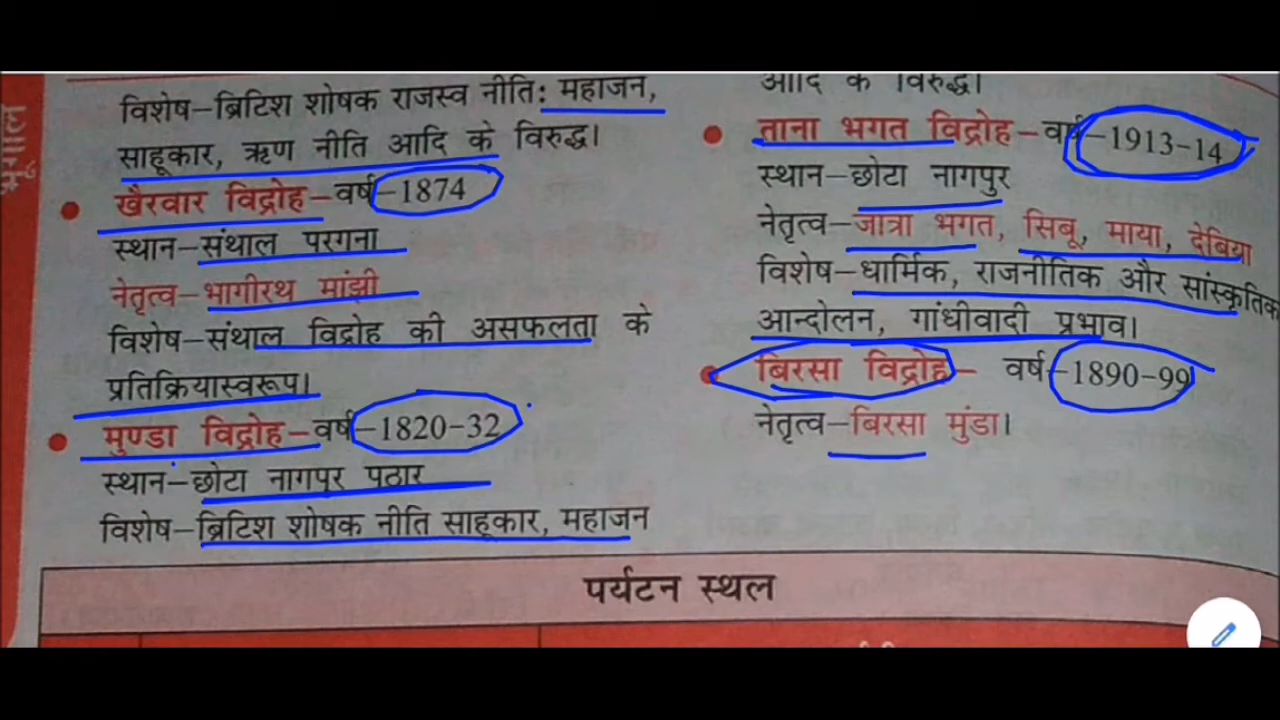 भूगोल
विशेष–ब्रिटिश शोषक राजस्व नीति: महाजन,
साहूकार, ऋण नीति आदि के विरुद्ध।
• खैरवार विद्रोह–वर्ष–1874
स्थान–संथाल परगना
नेतृत्व–भागीरथ मांझी
विशेष–संथाल विद्रोह की असफलता के
प्रतिक्रियास्वरूप।
• मुण्डा विद्रोह–वर्ष–1820-32
स्थान–छोटा नागपुर पठार
विशेष–ब्रिटिश शोषक नीति साहूकार, महाजन
आदि के विरुद्ध।
• ताना भगत विद्रोह–वर्ष–1913-14
स्थान–छोटा नागपुर
नेतृत्व–जात्रा भगत, सिबू, माया, देबिया
विशेष–धार्मिक, राजनीतिक और सांस्कृतिक
आन्दोलन, गांधीवादी प्रभाव।
• बिरसा विद्रोह– वर्ष–1890-99
नेतृत्व–बिरसा मुंडा।
पर्यटन स्थल